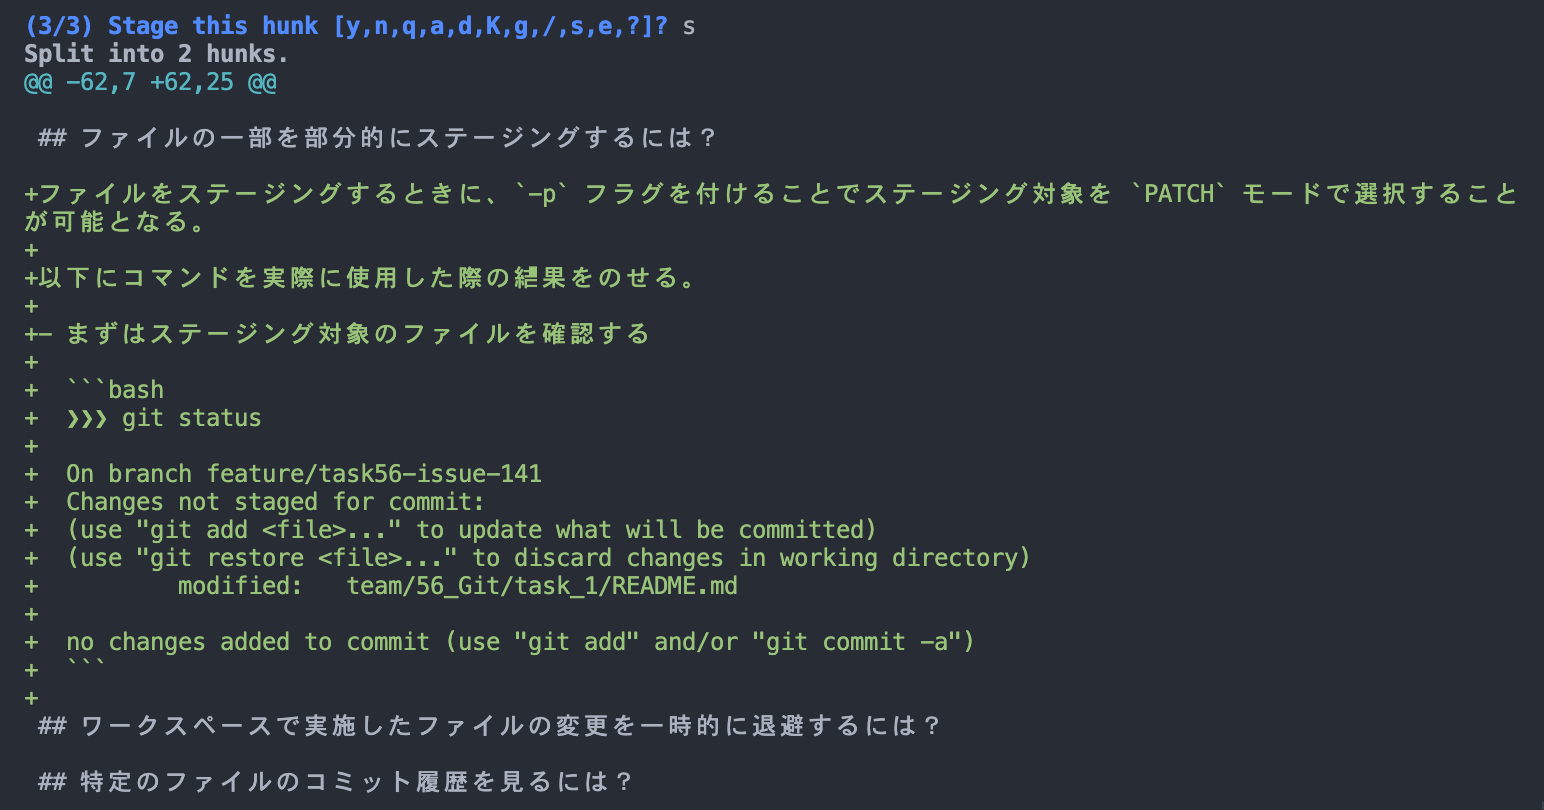 (3/3) Stage this hunk [y,n,q,a,d,K,g,/,s,e,?]? s
Split into 2 hunks.
@@ -62,7 +62,25 @@

 ## ファイルの一部を部分的にステージングするには？

+ファイルをステージングするときに、`-p` フラグを付けることでステージング対象を `PATCH` モードで選択すること
が可能となる。
+
+以下にコマンドを実際に使用した際の結果をのせる。
+
+- まずはステージング対象のファイルを確認する
+
+  ```bash
+  ❯❯❯ git status
+
+  On branch feature/task56-issue-141
+  Changes not staged for commit:
+  (use "git add <file>..." to update what will be committed)
+  (use "git restore <file>..." to discard changes in working directory)
+          modified:   team/56_Git/task_1/README.md
+
+  no changes added to commit (use "git add" and/or "git commit -a")
+  ```
+
 ## ワークスペースで実施したファイルの変更を一時的に退避するには？

 ## 特定のファイルのコミット履歴を見るには？